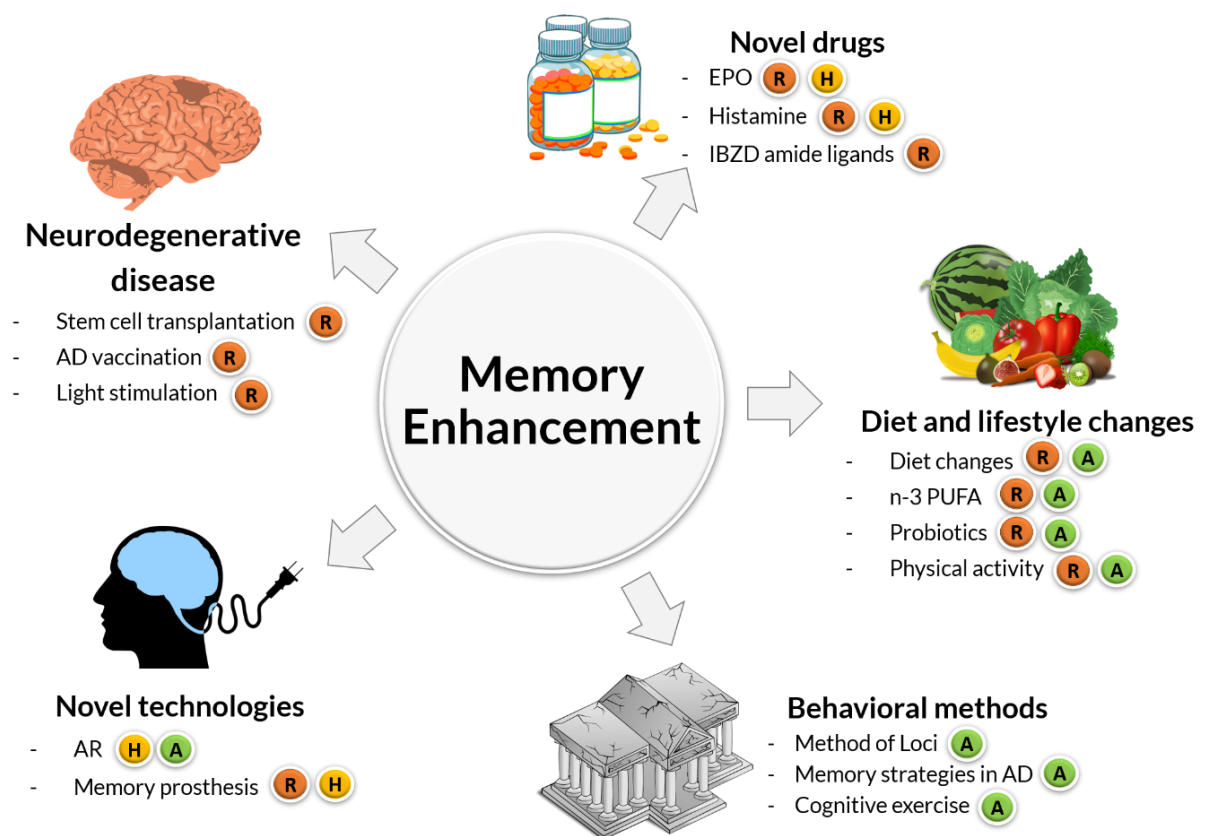 Novel drugs
- EPO R H
- Histamine R H
- IBZD amide ligands R
Neurodegenerative
disease
- Stem cell transplantation R
- AD vaccination R
- Light stimulation R
Memory
Enhancement
Diet and lifestyle changes
- Diet changes R A
- n-3 PUFA R A
- Probiotics R A
- Physical activity R A
Novel technologies
- AR H A
- Memory prosthesis R H
Behavioral methods
- Method of Loci A
- Memory strategies in AD A
- Cognitive exercise A